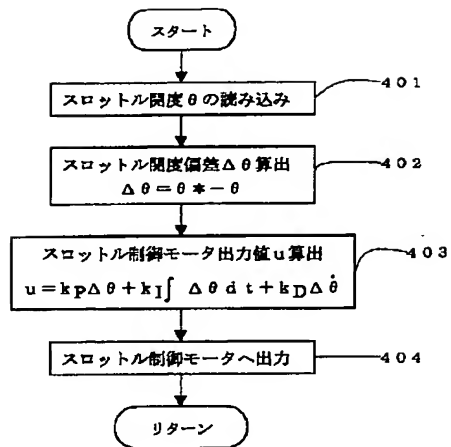 スタート
スロットル開度θの読み込み
401
スロットル開度偏差Δθ算出
402
Δθ=θ*−θ
スロットル制御モータ出力値u算出
403
u=kPΔθ+kI∫Δθdt+kDΔθ̇
スロットル制御モータへ出力
404
リターン